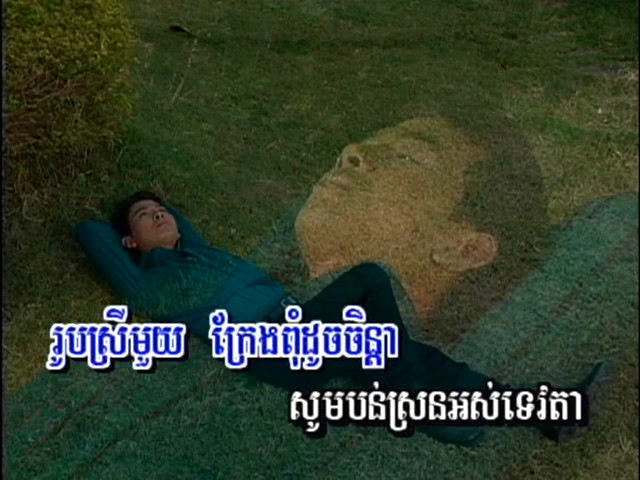 រូបស្រីមួយ ក្រែងពុំដូចចិន្តា
សូមបន់ស្រនអស់ទេវតា